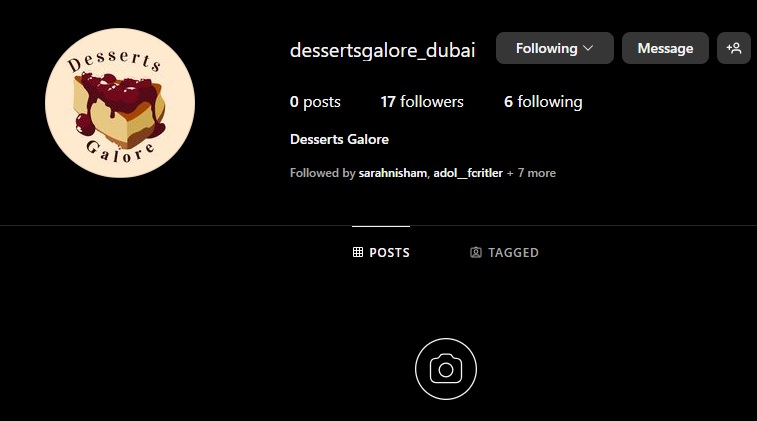 Desserts
Galore
dessertsgalore_dubai
Following
Message
0 posts
17 followers
6 following
Desserts Galore
Followed by sarahnisham, adol__fcritler + 7 more
POSTS
TAGGED